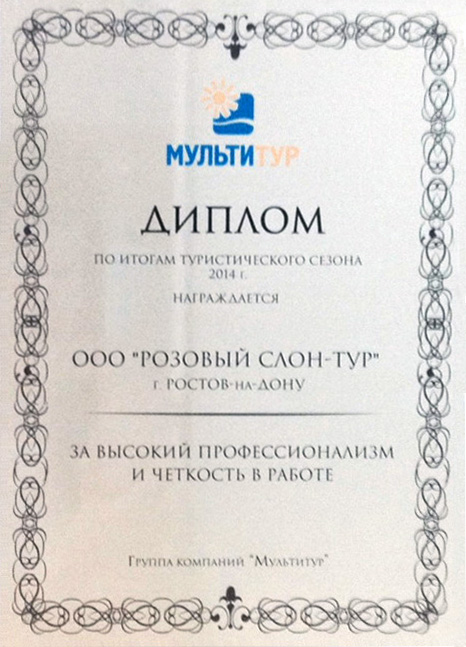 МУЛЬТИТУР
ДИПЛОМ
ПО ИТОГАМ ТУРИСТИЧЕСКОГО СЕЗОНА
2014 г.
НАГРАЖДАЕТСЯ
ООО "РОЗОВЫЙ СЛОН-ТУР"
г. РОСТОВ-НА-ДОНУ
ЗА ВЫСОКИЙ ПРОФЕССИОНАЛИЗМ
И ЧЕТКОСТЬ В РАБОТЕ
Группа компаний "Мультитур"